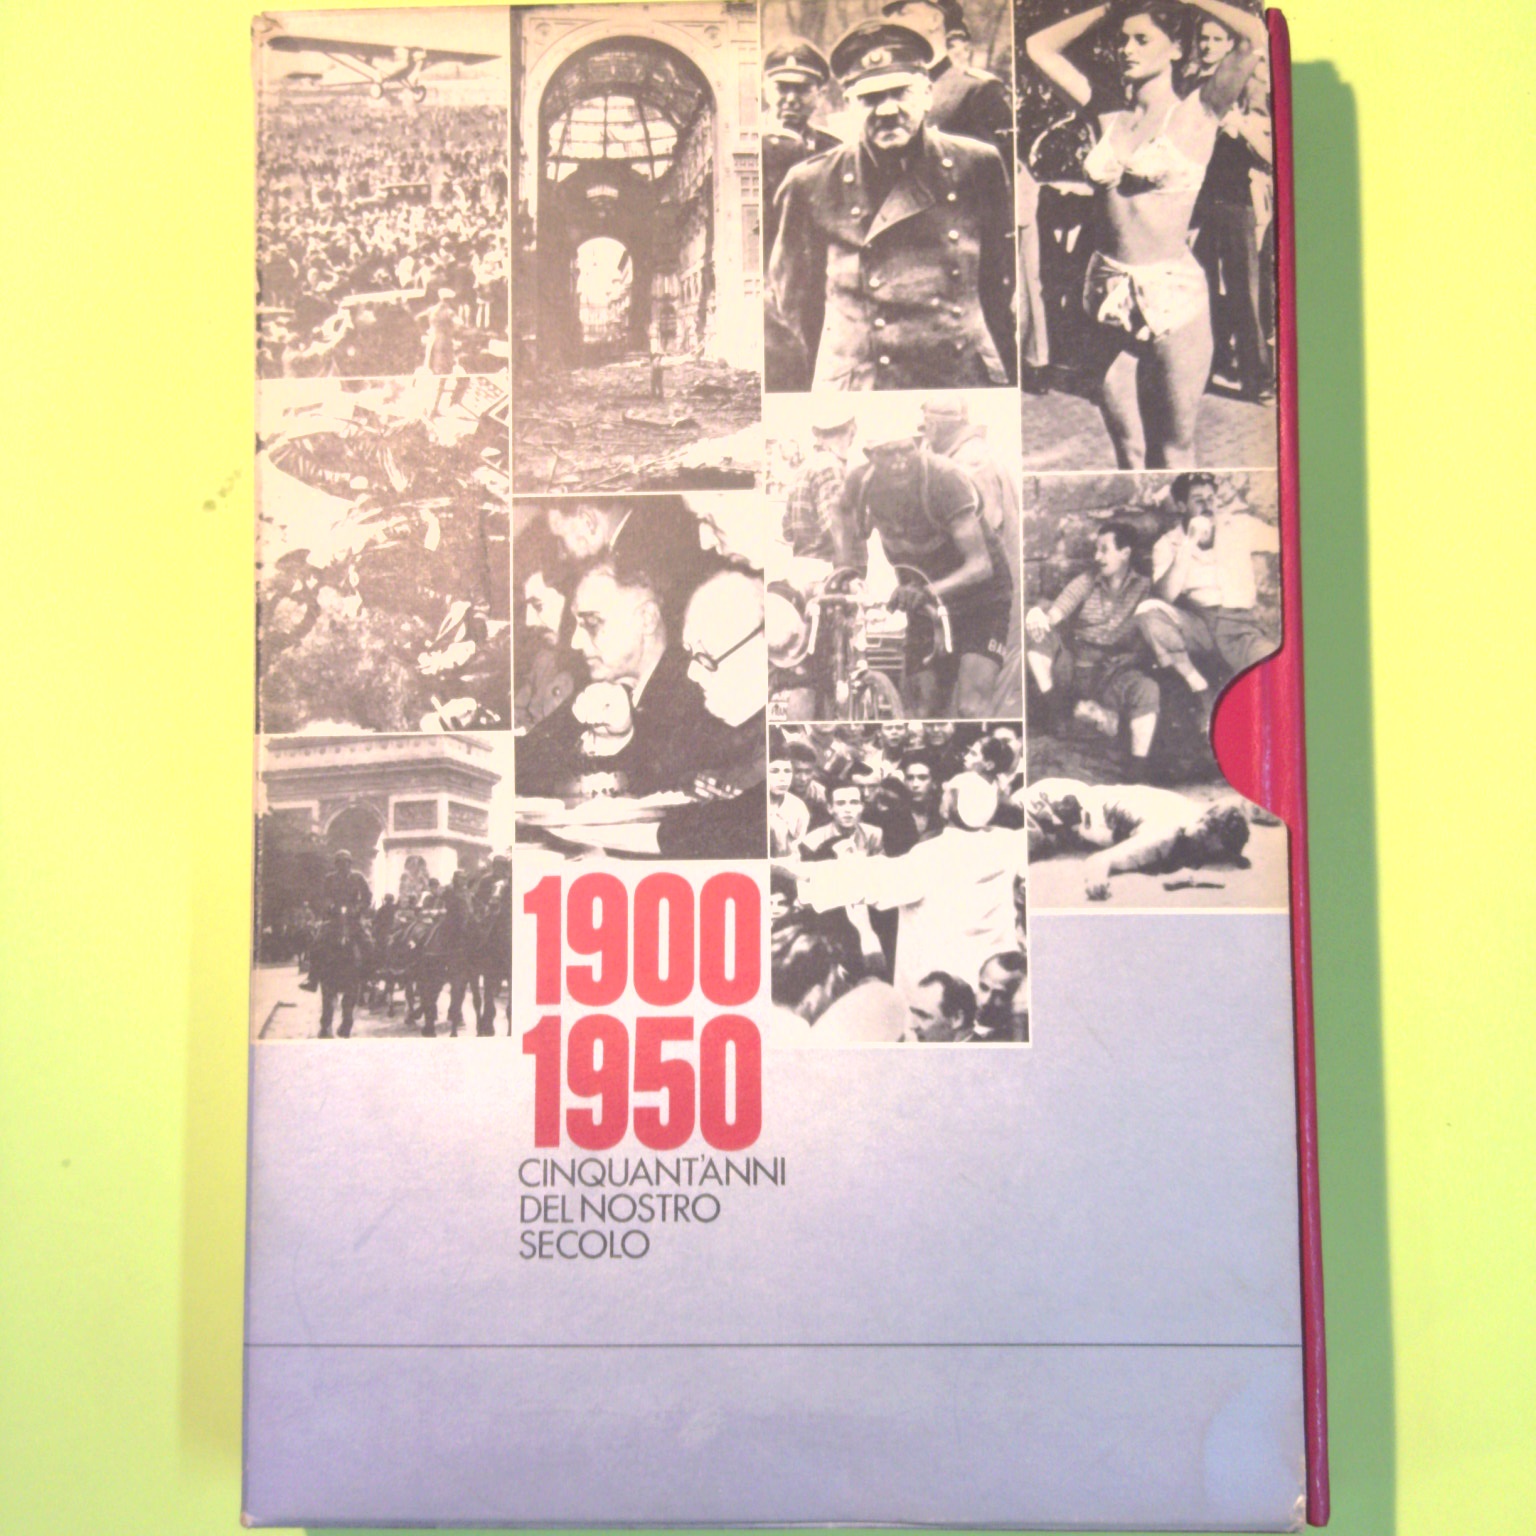 1900
1950
CINQUANT'ANNI
DEL NOSTRO
SECOLO